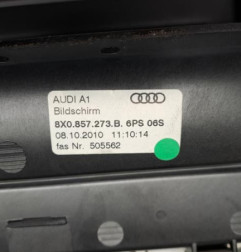 AUDI A1
Bildschirm
8X0.857.273.B. 6PS 06S
08.10.2010 11:10:14
fas Nr. 505562